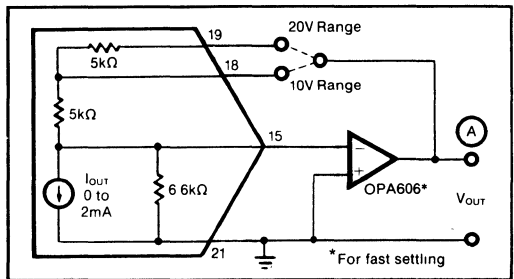 19
20V Range
5kΩ
18
10V Range
5kΩ
15
A
−
+
OPA606*
IOUT
0 to
2mA
6 6kΩ
VOUT
21
*For fast settling